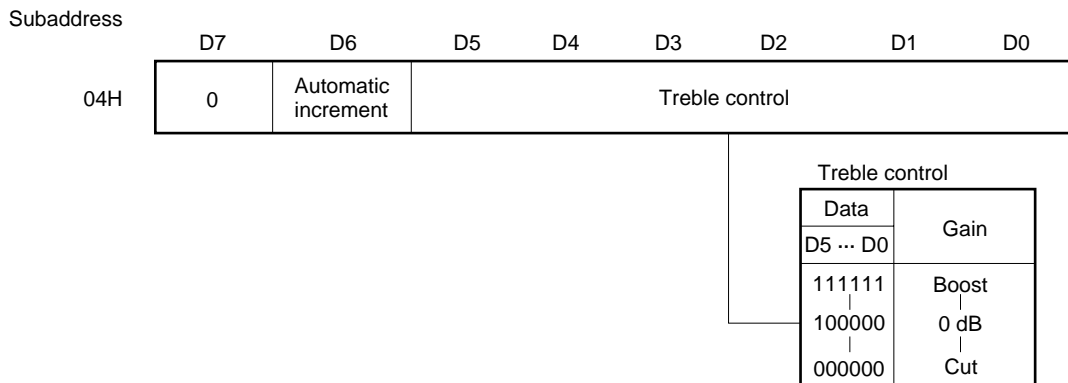 Subaddress
D7 D6 D5 D4 D3 D2 D1 D0
04H 0 Automatic increment Treble control
Treble control
Data Gain
D5 ··· D0
111111 Boost
100000 0 dB
000000 Cut